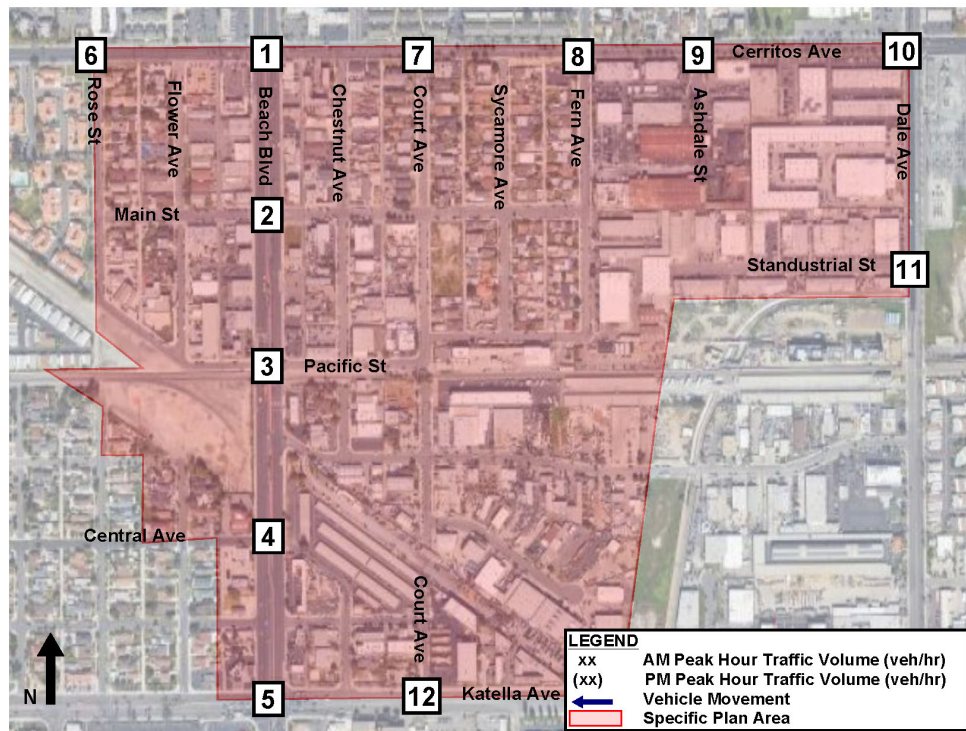 6
1
7
8
9
Cerritos Ave
10
Rose St
Flower Ave
Beach Blvd
Chestnut Ave
Court Ave
Sycamore Ave
Fern Ave
Ashdale St
Dale Ave
Main St
2
Standustrial St
11
3
Pacific St
Central Ave
4
Court Ave
N
5
12
Katella Ave
LEGEND
xx AM Peak Hour Traffic Volume (veh/hr)
(xx) PM Peak Hour Traffic Volume (veh/hr)
Vehicle Movement
Specific Plan Area